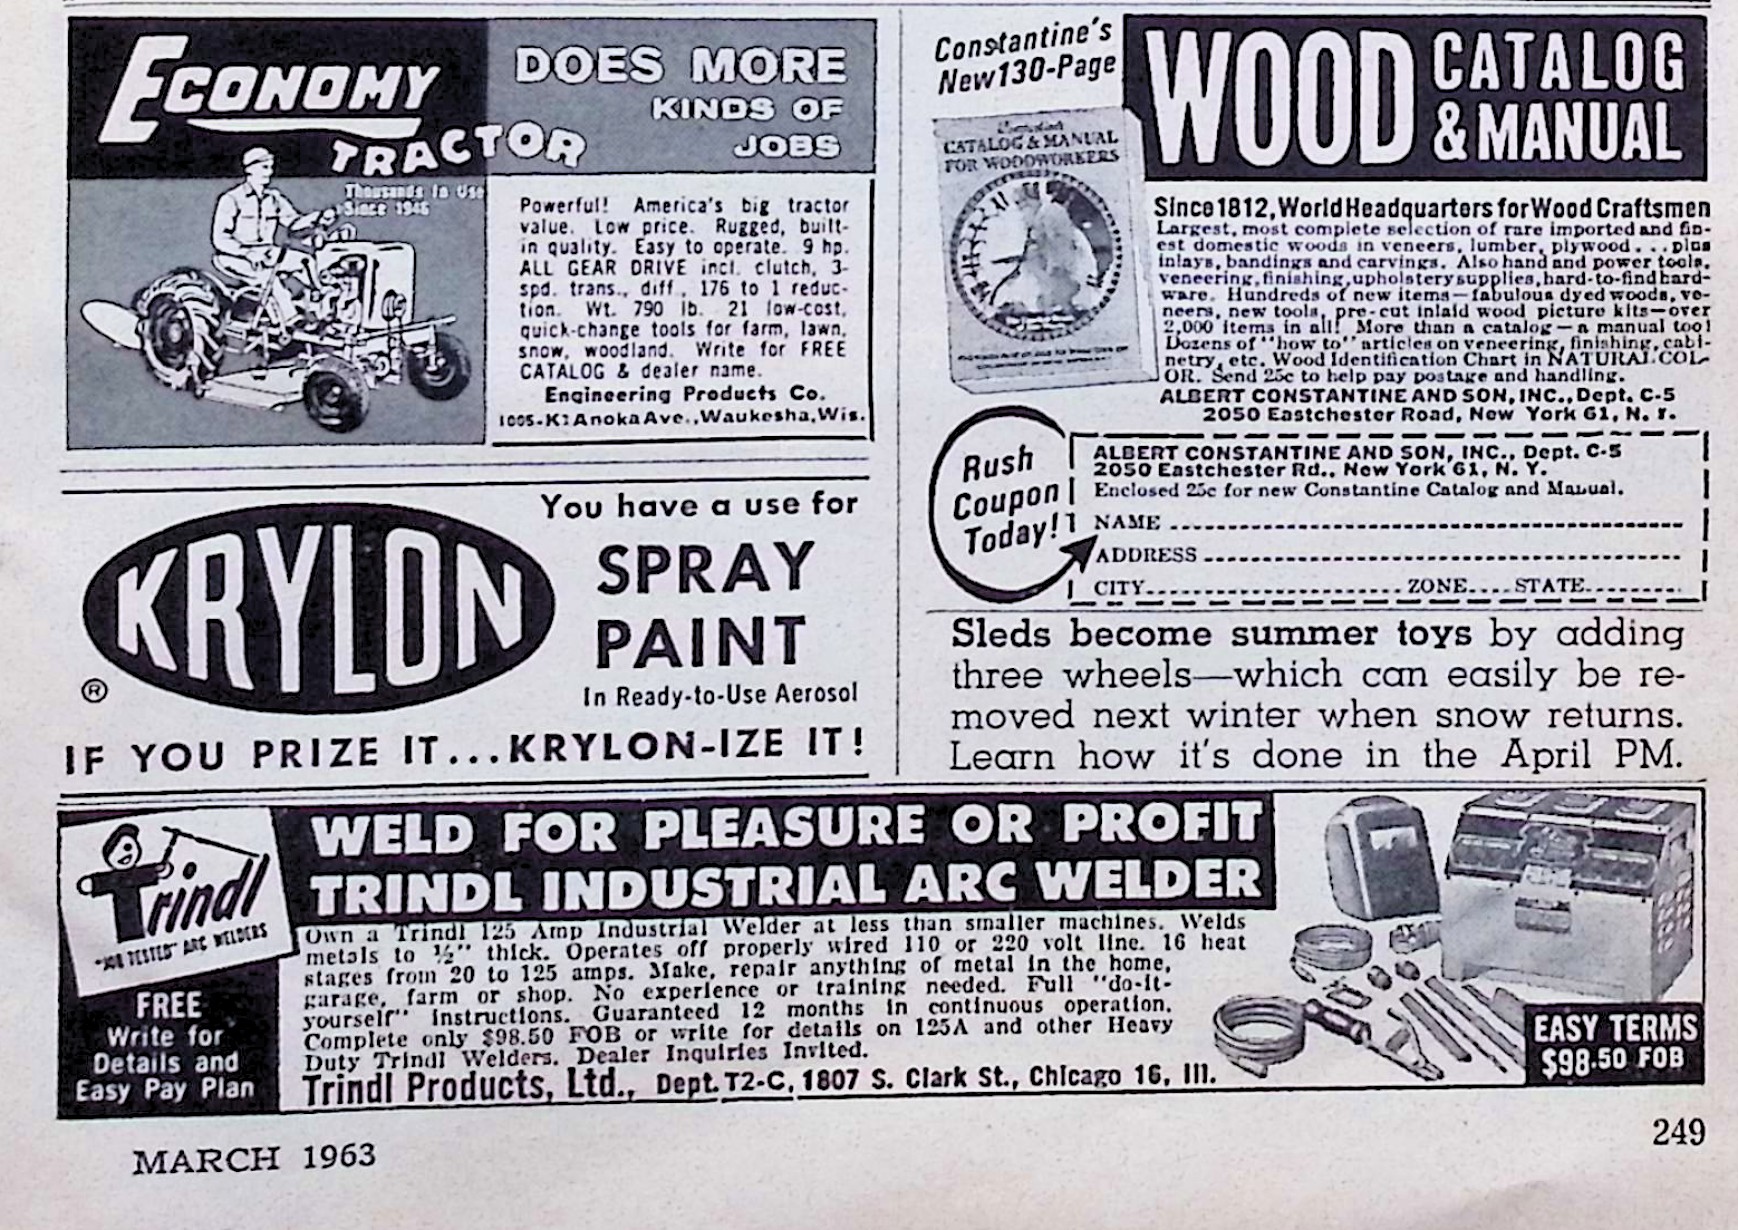 ECONOMY
TRACTOR
Thousands In Use
Since 1946
DOES MORE
KINDS OF
JOBS
Powerful! America's big tractor
value. Low price. Rugged, built-
in quality. Easy to operate. 9 hp.
ALL GEAR DRIVE incl. clutch, 3-
spd. trans., diff., 176 to 1 reduc-
tion. Wt. 790 lb. 21 low-cost,
quick-change tools for farm, lawn,
snow, woodland. Write for FREE
CATALOG & dealer name.
Engineering Products Co.
Anoka Ave., Waukesha, Wis.
KRYLON
®
You have a use for
SPRAY
PAINT
In Ready-to-Use Aerosol
IF YOU PRIZE IT...KRYLON-IZE IT!
Constantine's
New 130-Page
WOOD CATALOG
& MANUAL
CATALOG & MANUAL
FOR WOODWORKERS
Since 1812, World Headquarters for Wood Craftsmen
Largest, most complete selection of rare imported and fin-
est domestic woods in veneers, lumber, plywood...plus
inlays, bandings and carvings. Also hand and power tools,
veneering, finishing, upholstery supplies, hard-to-find hard-
ware. Hundreds of new items—fabulous dyed woods, ve-
neers, new tools, pre-cut inlaid wood picture kits—over
2,000 items in all! More than a catalog—a manual too!
Dozens of "how to" articles on veneering, finishing, cabi-
netry, etc. Wood Identification Chart in NATURAL COL-
OR. Send 25c to help pay postage and handling.
ALBERT CONSTANTINE AND SON, INC., Dept. C-5
2050 Eastchester Road, New York 61, N. Y.
Rush
Coupon
Today!
ALBERT CONSTANTINE AND SON, INC., Dept. C-5
2050 Eastchester Rd., New York 61, N. Y.
Enclosed 25c for new Constantine Catalog and Manual.
NAME
ADDRESS
CITY ZONE STATE
Sleds become summer toys by adding
three wheels—which can easily be re-
moved next winter when snow returns.
Learn how it's done in the April PM.
Trindl
"JOB TESTED" ARC WELDERS
FREE
Write for
Details and
Easy Pay Plan
WELD FOR PLEASURE OR PROFIT
TRINDL INDUSTRIAL ARC WELDER
Own a Trindl 125 Amp Industrial Welder at less than smaller machines. Welds
metals to ½" thick. Operates off properly wired 110 or 220 volt line. 16 heat
stages from 20 to 125 amps. Make, repair anything of metal in the home,
garage, farm or shop. No experience or training needed. Full "do-it-
yourself" instructions. Guaranteed 12 months in continuous operation.
Complete only $98.50 FOB or write for details on 125A and other Heavy
Duty Trindl Welders. Dealer Inquiries Invited.
Trindl Products, Ltd., Dept. T2-C, 1807 S. Clark St., Chicago 16, Ill.
EASY TERMS
$98.50 FOB
MARCH 1963
249